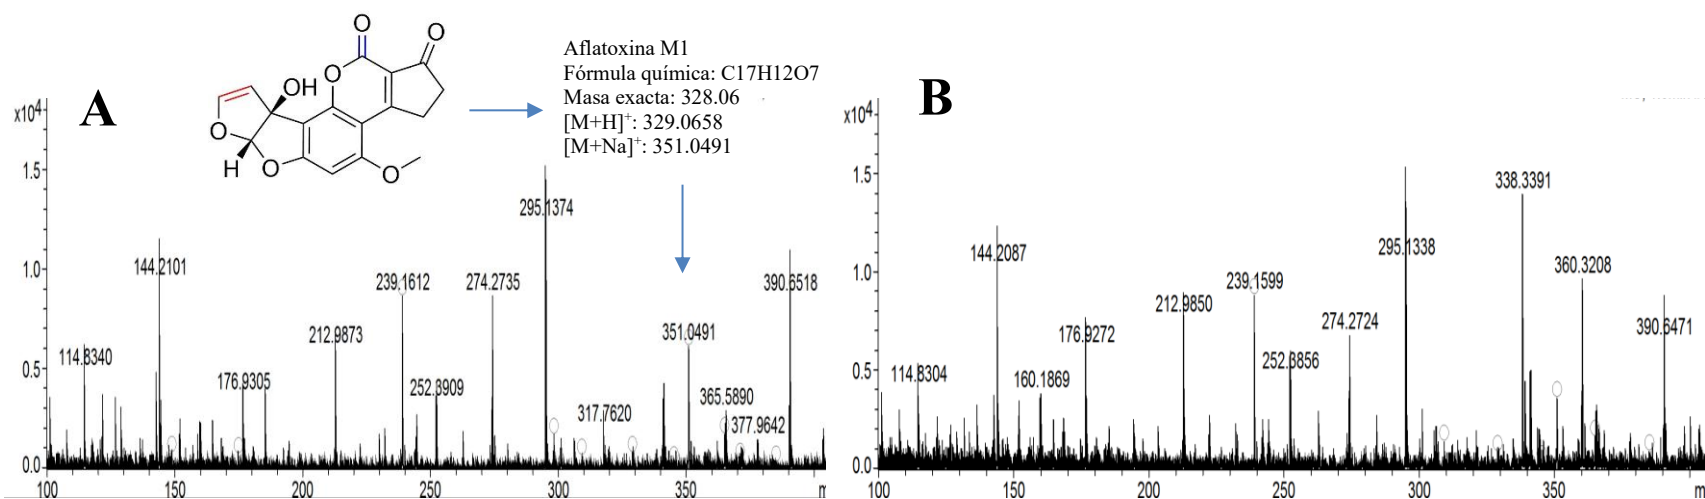 A
Aflatoxina M1
Fórmula química: C17H12O7
Masa exacta: 328.06
[M+H]+: 329.0658
[M+Na]+: 351.0491
O
O
O
OH
O
H
O
O
x10^4
1.5
1.0
0.5
0.0
114.8340
144.2101
176.9305
212.9873
239.1612
252.8909
274.2735
295.1374
317.7620
351.0491
365.5890
377.9642
390.6518
100
150
200
250
300
350
m
B
x10^4
1.5
1.0
0.5
0.0
114.8304
144.2087
160.1869
176.9272
212.9850
239.1599
252.8856
274.2724
295.1338
338.3391
360.3208
390.6471
100
150
200
250
300
350
m